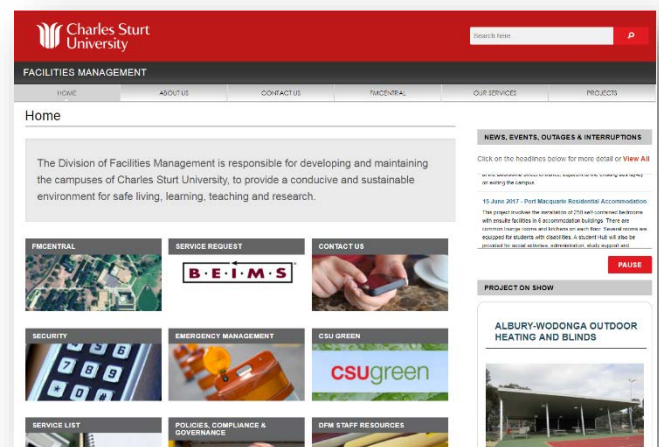 Charles Sturt
University
Search here
FACILITIES MANAGEMENT
HOME
ABOUT US
CONTACT US
FMCENTRAL
OUR SERVICES
PROJECTS
Home
The Division of Facilities Management is responsible for developing and maintaining
the campuses of Charles Sturt University, to provide a conducive and sustainable
environment for safe living, learning, teaching and research.
FMCENTRAL
SERVICE REQUEST
CONTACT US
B·E·I·M·S
SECURITY
EMERGENCY MANAGEMENT
CSU GREEN
7 8 9
* 0 #
csugreen
SERVICE LIST
POLICIES, COMPLIANCE &
GOVERNANCE
DFM STAFF RESOURCES
NEWS, EVENTS, OUTAGES & INTERRUPTIONS
Click on the headlines below for more detail or View All
on exiting the campus.
15 June 2017 - Port Macquarie Residential Accommodation
The project involves the installation of 250 self-contained bedrooms
with ensuite facilities in 6 accommodation buildings. There are
common lounge rooms and kitchens on each floor. Several rooms are
equipped for students with disabilities. A student Hub will also be
provided for social activities, administration, study support and
PAUSE
PROJECT ON SHOW
ALBURY-WODONGA OUTDOOR
HEATING AND BLINDS